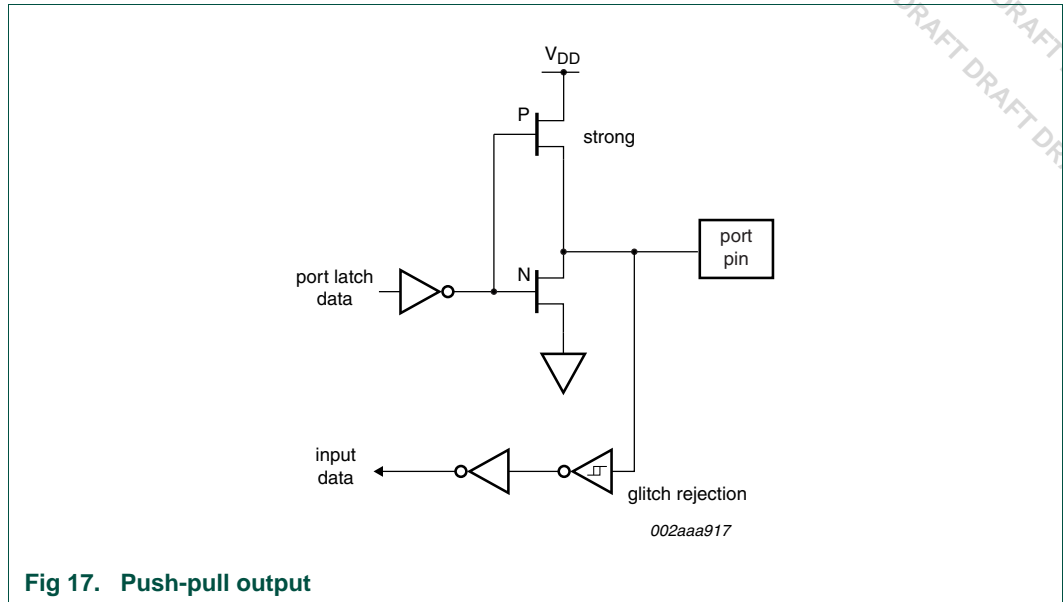 DRAFT
DRAFT DRAFT DR
VDD
P
strong
port
pin
N
port latch
data
input
data
glitch rejection
002aaa917
Fig 17. Push-pull output